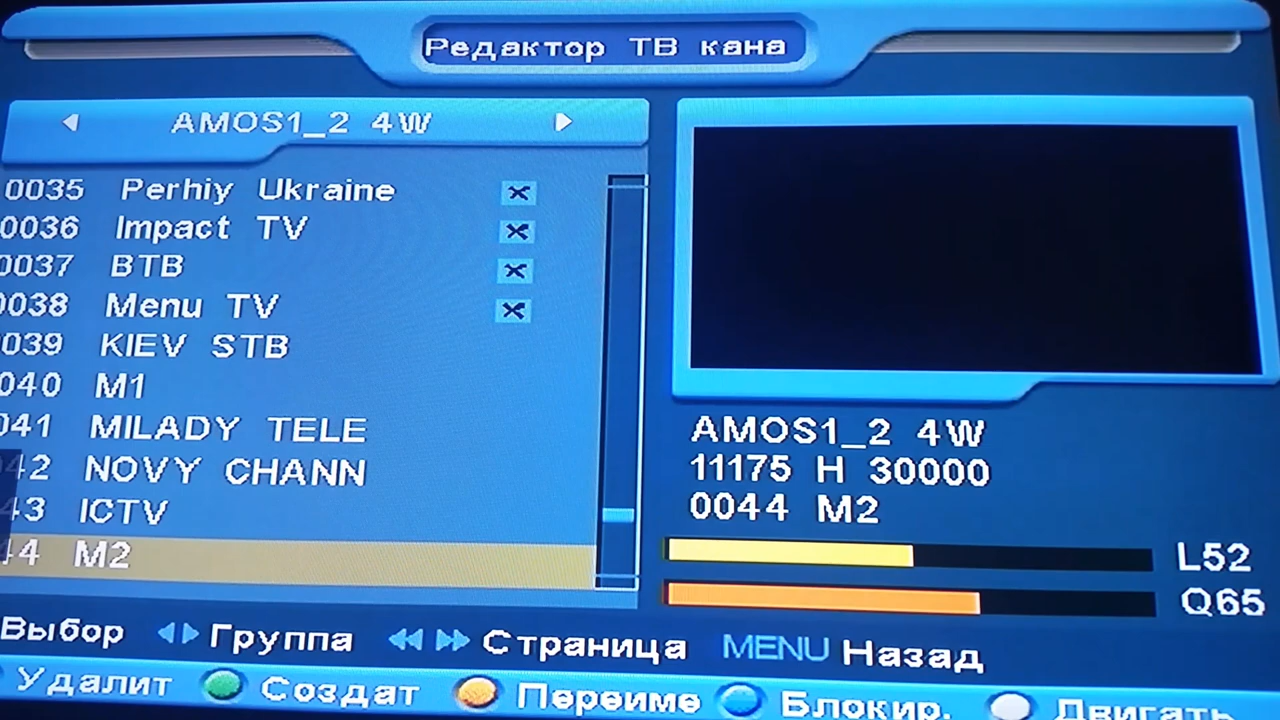 Редактор ТВ кана
AMOS1_2 4W
0035 Perhiy Ukraine
0036 Impact TV
0037 BTB
0038 Menu TV
039 KIEV STB
040 M1
041 MILADY TELE
42 NOVY CHANN
43 ICTV
44 M2
AMOS1_2 4W
11175 H 30000
0044 M2
L52
Q65
Выбор Группа Страница MENU Назад
Удалит Создат Переиме Блокир. Двигать